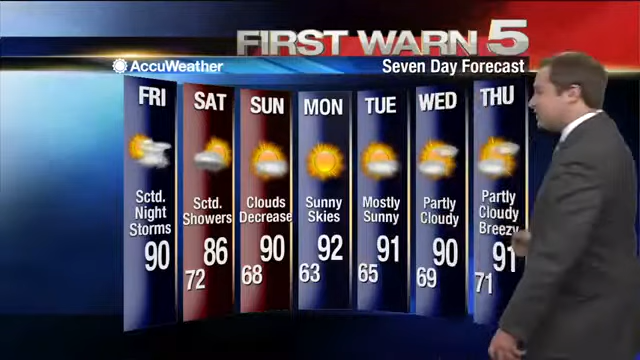 FIRST WARN 5
AccuWeather
Seven Day Forecast
FRI
Sctd.
Night
Storms
90
SAT
Sctd.
Showers
86
72
SUN
Clouds
Decrease
90
68
MON
Sunny
Skies
92
63
TUE
Mostly
Sunny
91
65
WED
Partly
Cloudy
90
69
THU
Partly
Cloudy
Breezy
91
71